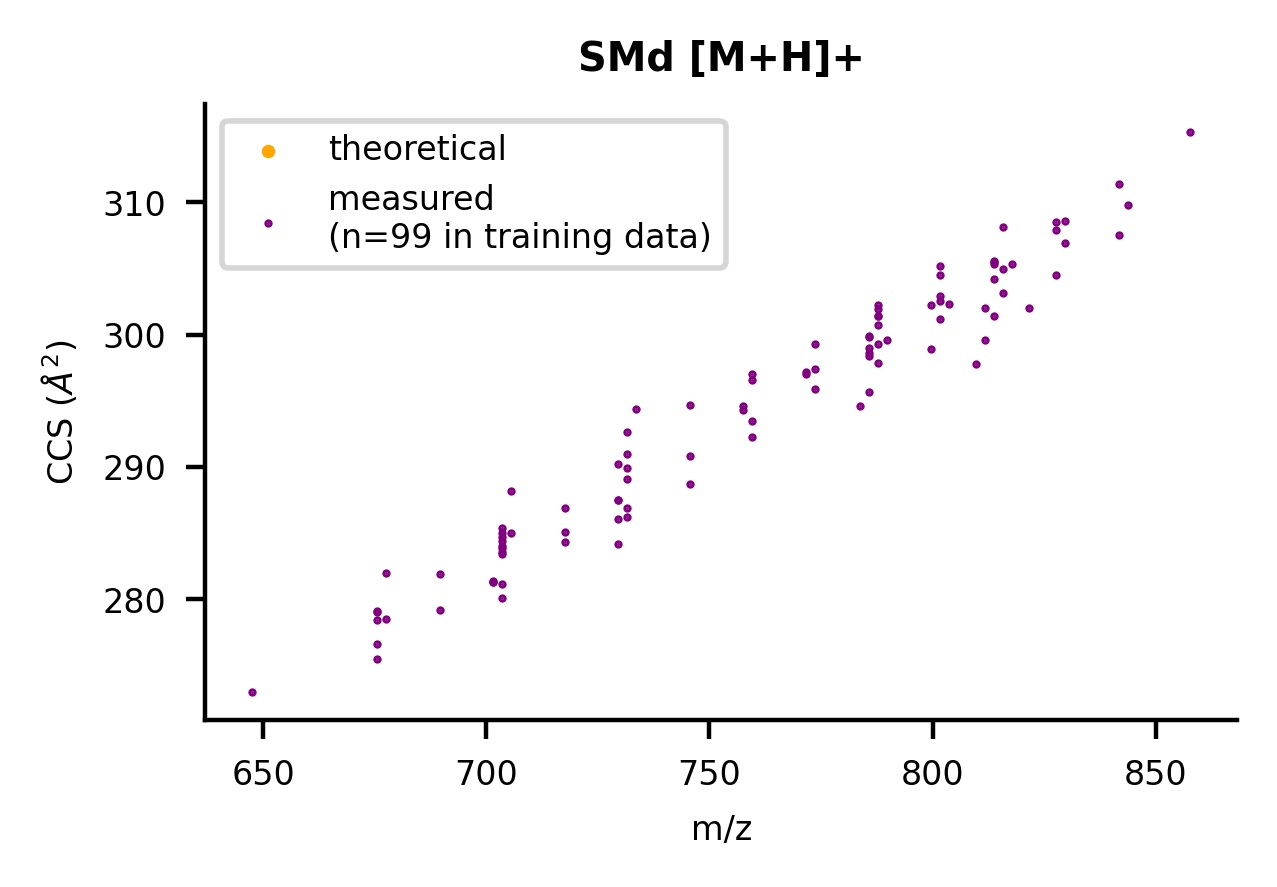 SMd [M+H]+
theoretical
measured
(n=99 in training data)
CCS (Å²)
310
300
290
280
650 700 750 800 850
m/z